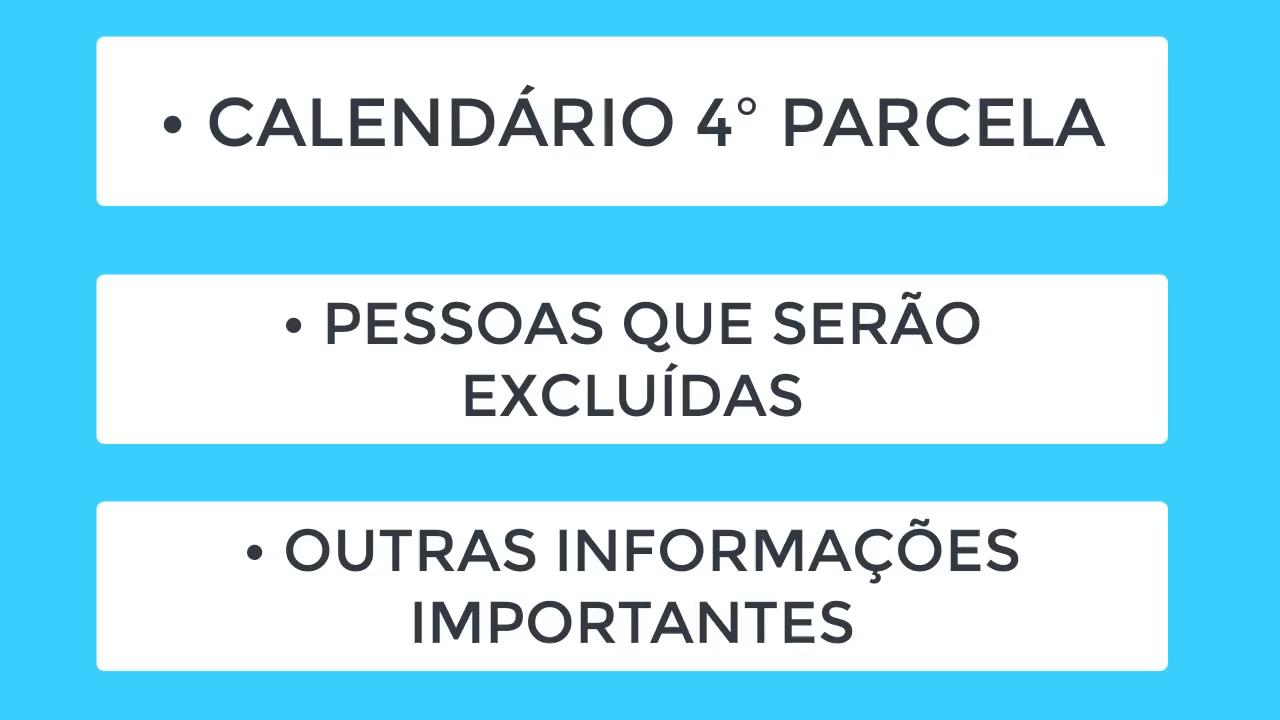 • CALENDÁRIO 4° PARCELA
• PESSOAS QUE SERÃO
EXCLUÍDAS
• OUTRAS INFORMAÇÕES
IMPORTANTES